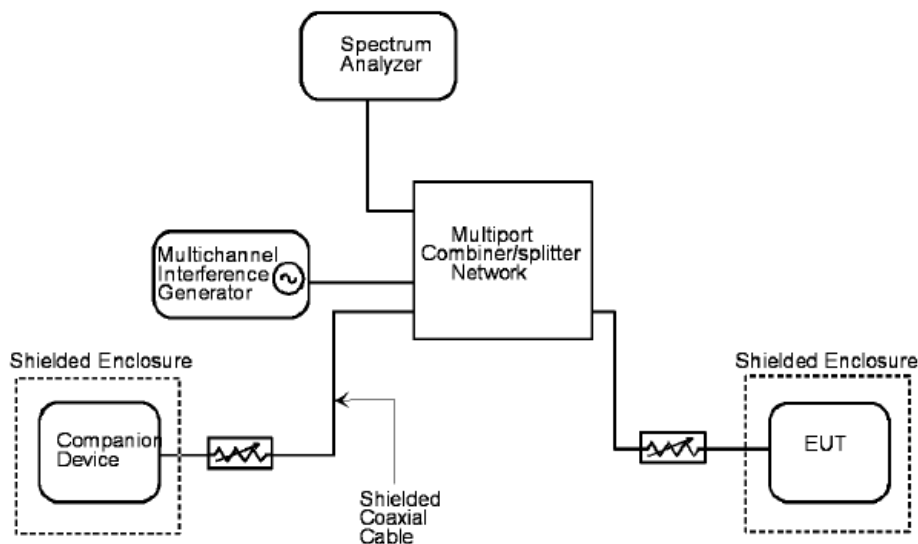 Spectrum
Analyzer
Multiport
Combiner/splitter
Network
Multichannel
Interference
Generator
Shielded Enclosure
Companion
Device
Shielded
Coaxial
Cable
Shielded Enclosure
EUT